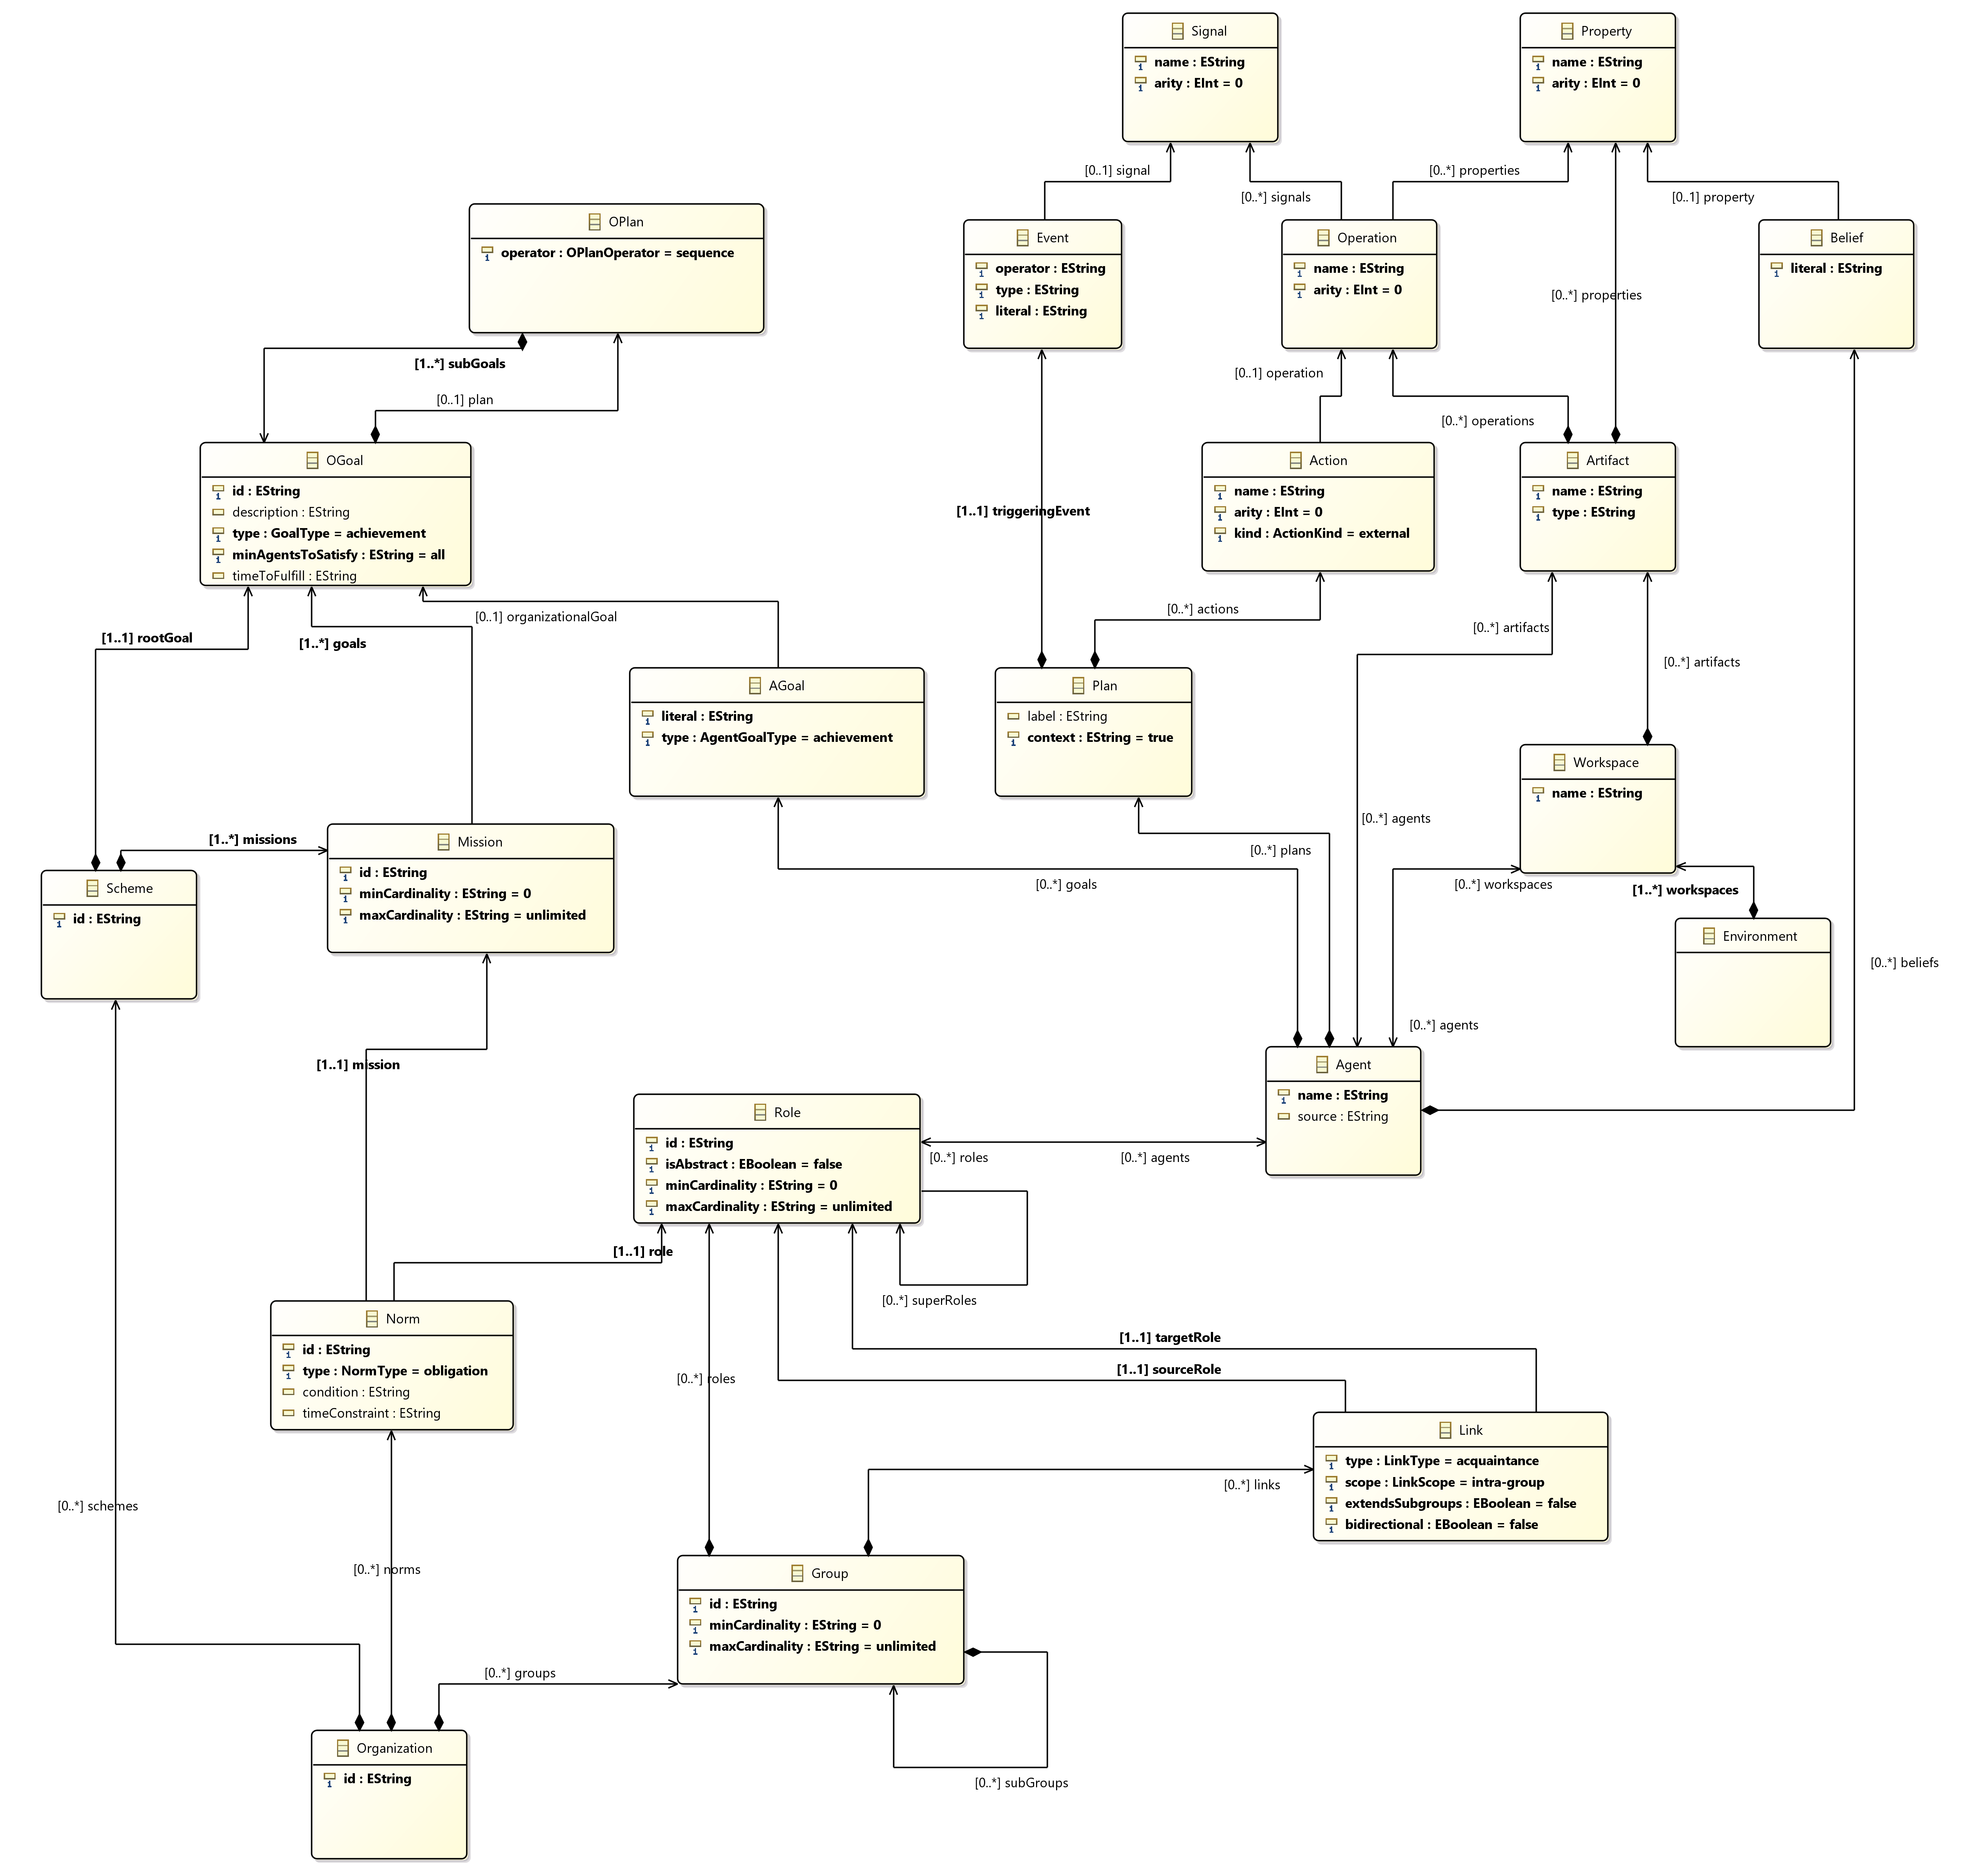 Signal
name : EString
arity : EInt = 0
Property
name : EString
arity : EInt = 0
[0..1] signal
[0..*] signals
[0..*] properties
[0..1] property
OPlan
operator : OPlanOperator = sequence
Event
operator : EString
type : EString
literal : EString
Operation
name : EString
arity : EInt = 0
Belief
literal : EString
[0..*] properties
[1..*] subGoals
[0..1] plan
[0..1] operation
[0..*] operations
OGoal
id : EString
description : EString
type : GoalType = achievement
minAgentsToSatisfy : EString = all
timeToFulfill : EString
[1..1] triggeringEvent
Action
name : EString
arity : EInt = 0
kind : ActionKind = external
Artifact
name : EString
type : EString
[1..1] rootGoal
[1..*] goals
[0..1] organizationalGoal
[0..*] actions
[0..*] artifacts
[0..*] artifacts
AGoal
literal : EString
type : AgentGoalType = achievement
Plan
label : EString
context : EString = true
Workspace
name : EString
[1..*] missions
Mission
id : EString
minCardinality : EString = 0
maxCardinality : EString = unlimited
[0..*] agents
[0..*] plans
[0..*] goals
[0..*] workspaces
[1..*] workspaces
Scheme
id : EString
Environment
[0..*] beliefs
[0..*] agents
[1..1] mission
Agent
name : EString
source : EString
Role
id : EString
isAbstract : EBoolean = false
minCardinality : EString = 0
maxCardinality : EString = unlimited
[0..*] roles
[0..*] agents
[1..1] role
[0..*] superRoles
Norm
id : EString
type : NormType = obligation
condition : EString
timeConstraint : EString
[1..1] targetRole
[1..1] sourceRole
[0..*] roles
Link
type : LinkType = acquaintance
scope : LinkScope = intra-group
extendsSubgroups : EBoolean = false
bidirectional : EBoolean = false
[0..*] links
[0..*] schemes
[0..*] norms
Group
id : EString
minCardinality : EString = 0
maxCardinality : EString = unlimited
[0..*] groups
[0..*] subGroups
Organization
id : EString